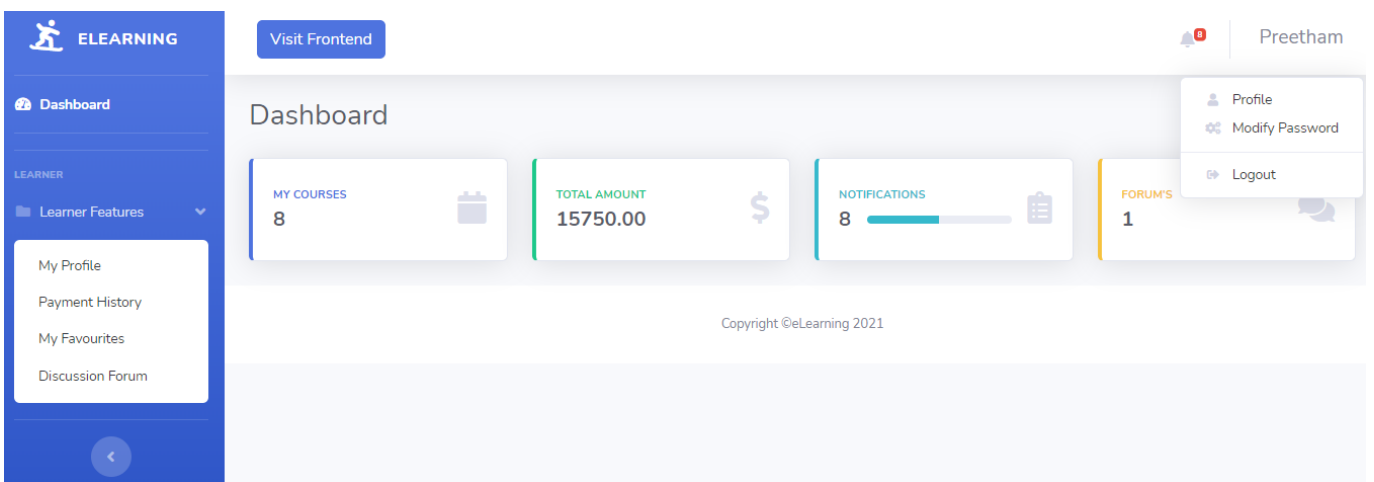 ELEARNING
Visit Frontend
8
Preetham
Dashboard
Profile
Modify Password
Logout
Dashboard
LEARNER
Learner Features
My Profile
Payment History
My Favourites
Discussion Forum
MY COURSES
8
TOTAL AMOUNT
15750.00
NOTIFICATIONS
8
FORUM'S
1
Copyright ©eLearning 2021